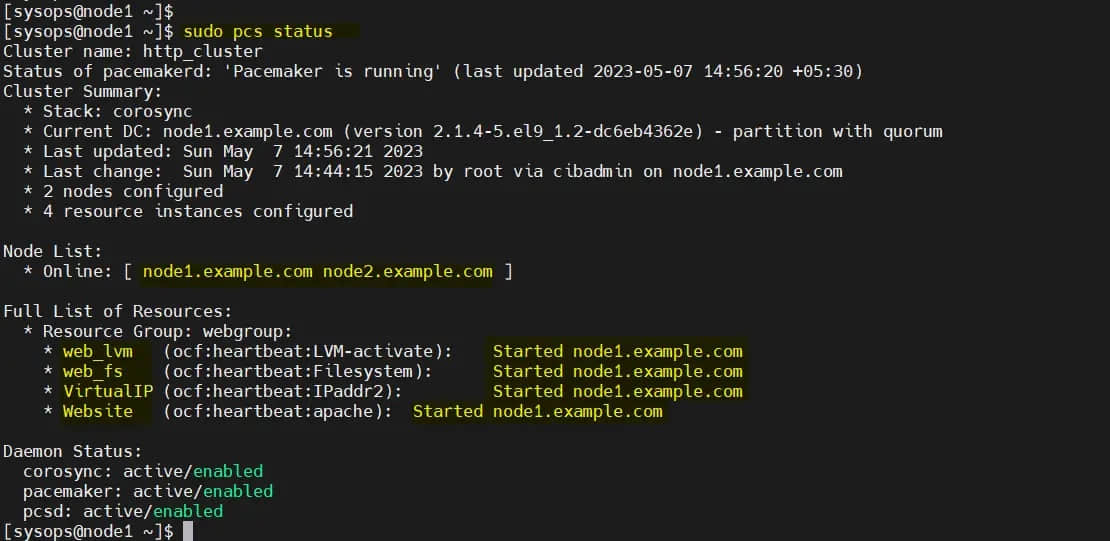 [sysops@node1 ~]$
[sysops@node1 ~]$ sudo pcs status
Cluster name: http_cluster
Status of pacemakerd: 'Pacemaker is running' (last updated 2023-05-07 14:56:20 +05:30)
Cluster Summary:
  * Stack: corosync
  * Current DC: node1.example.com (version 2.1.4-5.el9_1.2-dc6eb4362e) - partition with quorum
  * Last updated: Sun May  7 14:56:21 2023
  * Last change:  Sun May  7 14:44:15 2023 by root via cibadmin on node1.example.com
  * 2 nodes configured
  * 4 resource instances configured

Node List:
  * Online: [ node1.example.com node2.example.com ]

Full List of Resources:
  * Resource Group: webgroup:
    * web_lvm   (ocf:heartbeat:LVM-activate):    Started node1.example.com
    * web_fs    (ocf:heartbeat:Filesystem):      Started node1.example.com
    * VirtualIP (ocf:heartbeat:IPaddr2):         Started node1.example.com
    * Website   (ocf:heartbeat:apache):  Started node1.example.com

Daemon Status:
  corosync: active/enabled
  pacemaker: active/enabled
  pcsd: active/enabled
[sysops@node1 ~]$